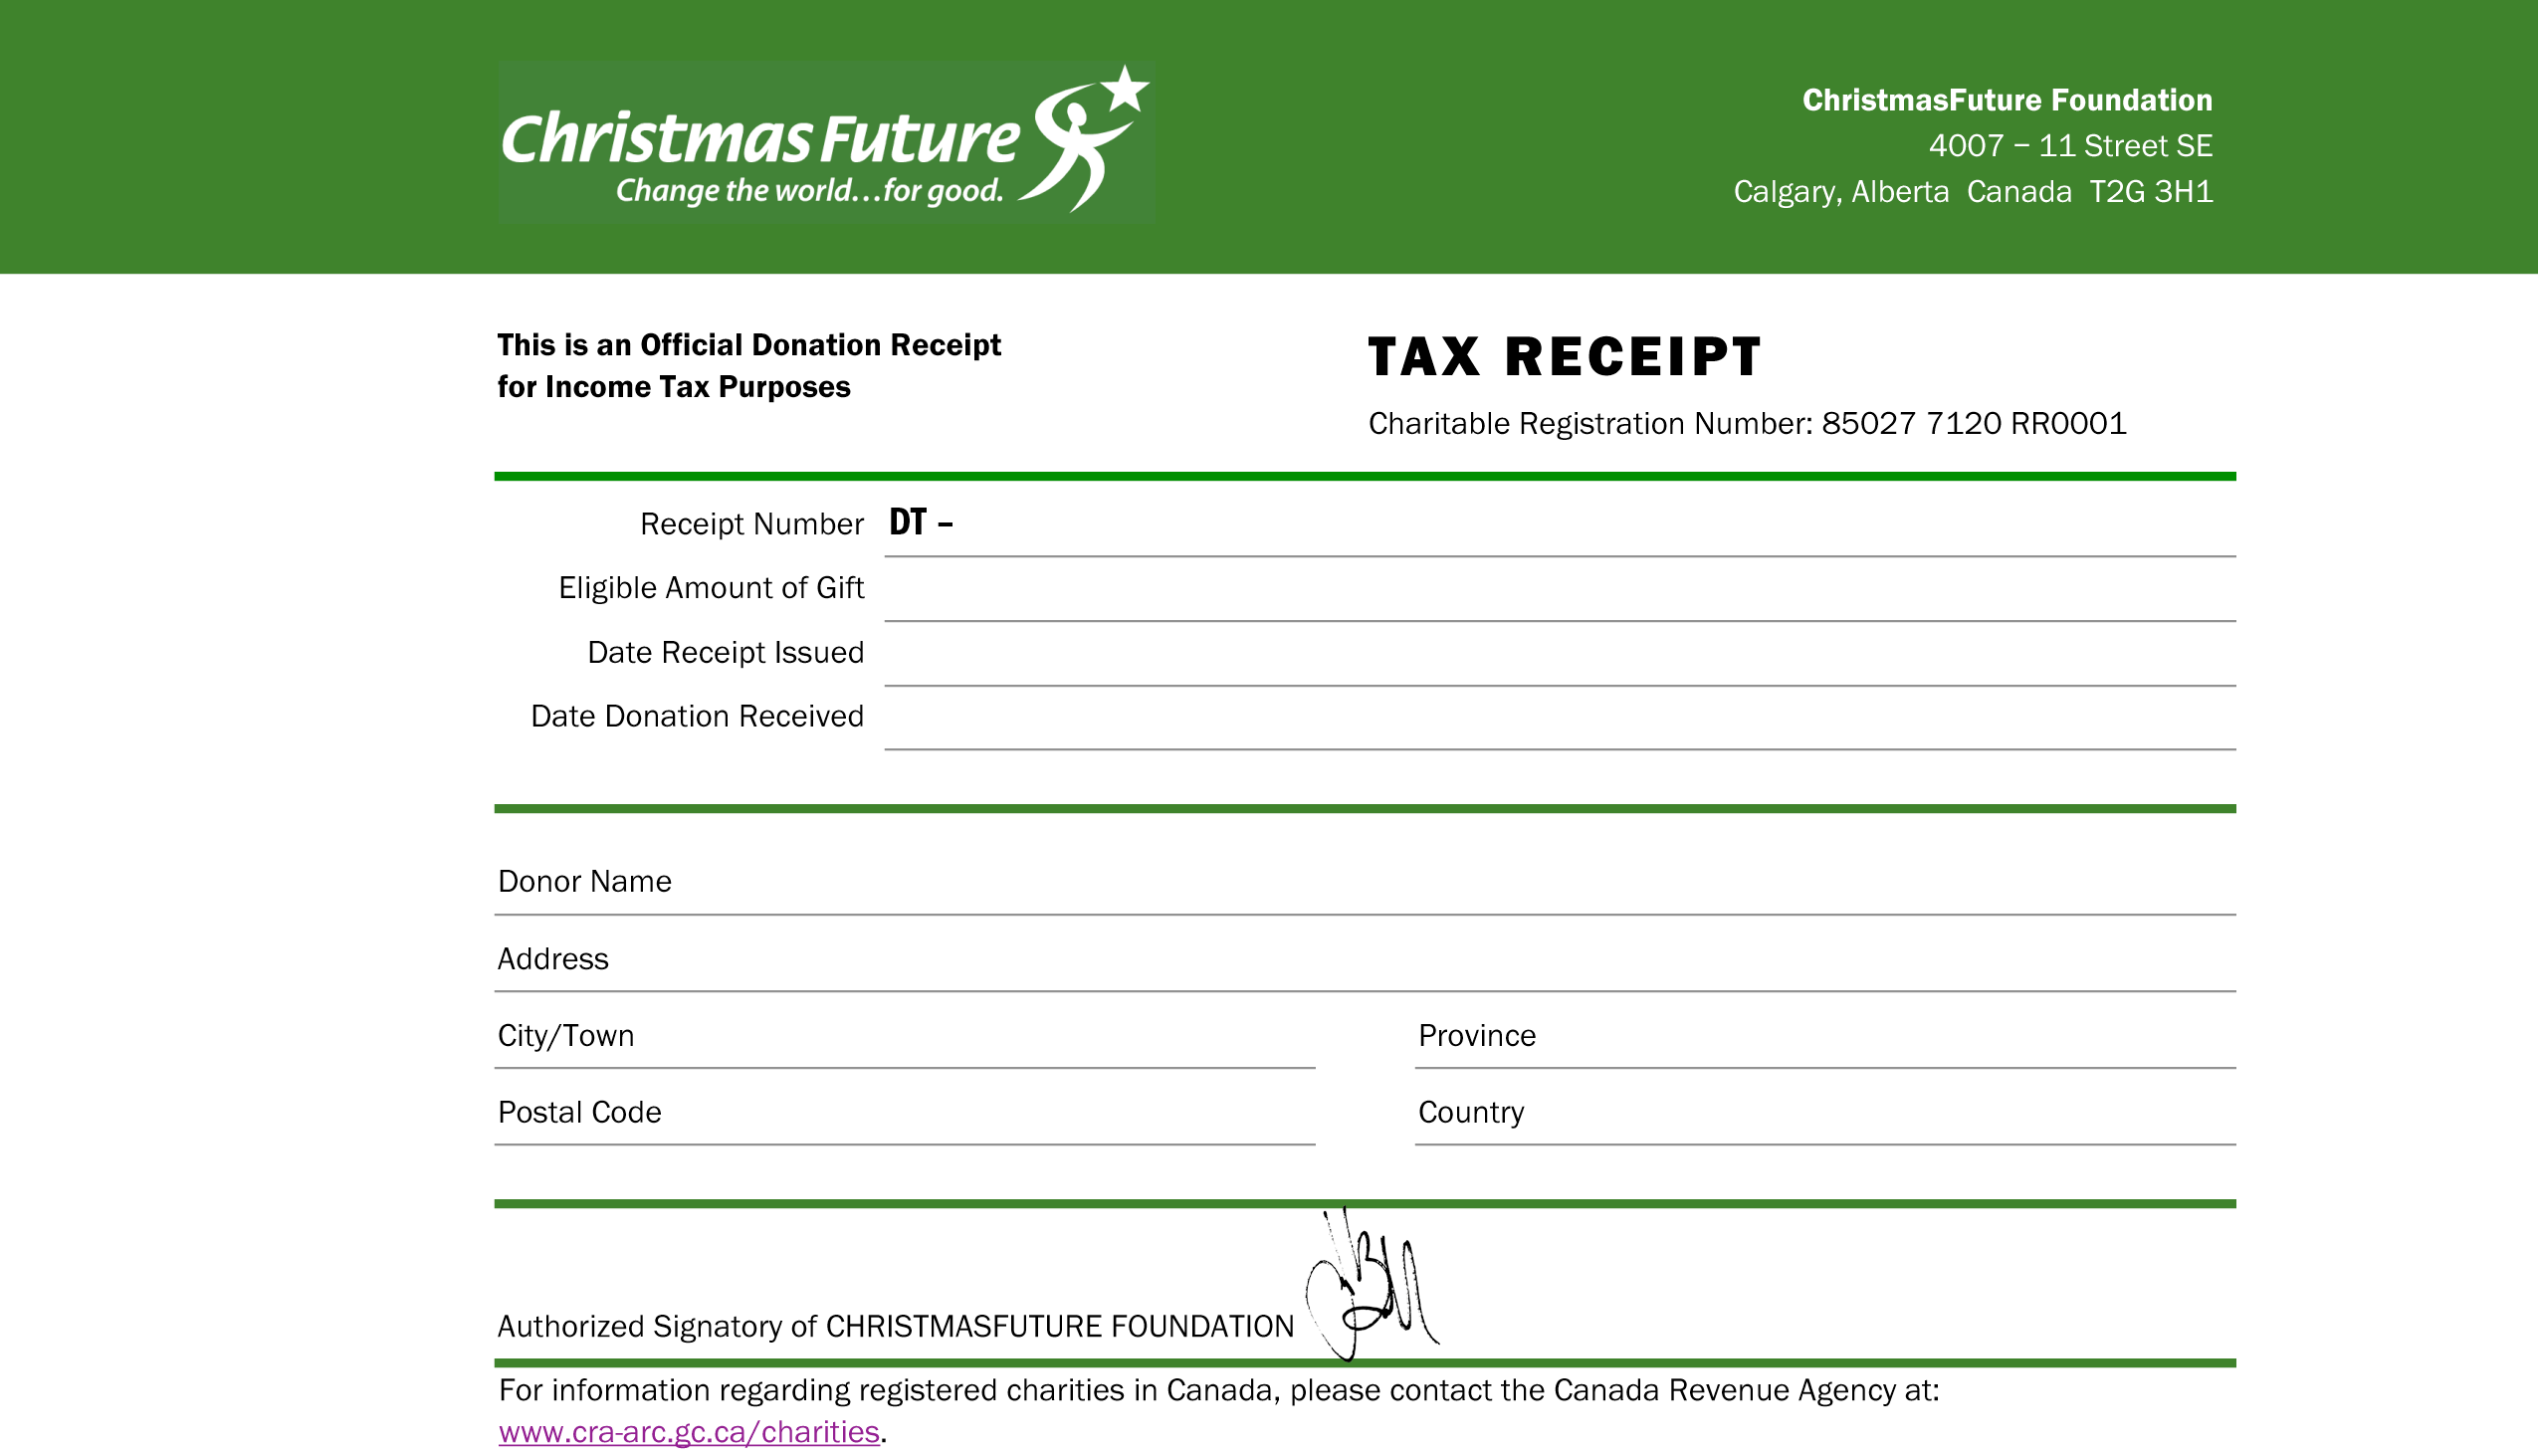 ChristmasFuture
Change the world...for good.
ChristmasFuture Foundation
4007 – 11 Street SE
Calgary, Alberta  Canada  T2G 3H1
This is an Official Donation Receipt
for Income Tax Purposes
TAX RECEIPT
Charitable Registration Number: 85027 7120 RR0001
Receipt Number DT –
Eligible Amount of Gift
Date Receipt Issued
Date Donation Received
Donor Name
Address
City/Town Province
Postal Code Country
Authorized Signatory of CHRISTMASFUTURE FOUNDATION
For information regarding registered charities in Canada, please contact the Canada Revenue Agency at:
www.cra-arc.gc.ca/charities.